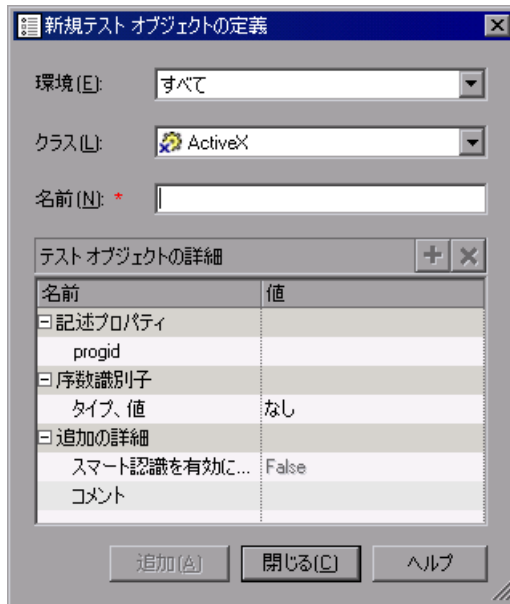 新規テスト オブジェクトの定義
環境(E): すべて
クラス(L): ActiveX
名前(N): *
テスト オブジェクトの詳細
名前 値
記述プロパティ
progid
序数識別子
タイプ、値 なし
追加の詳細
スマート認識を有効に... False
コメント
追加(A) 閉じる(C) ヘルプ